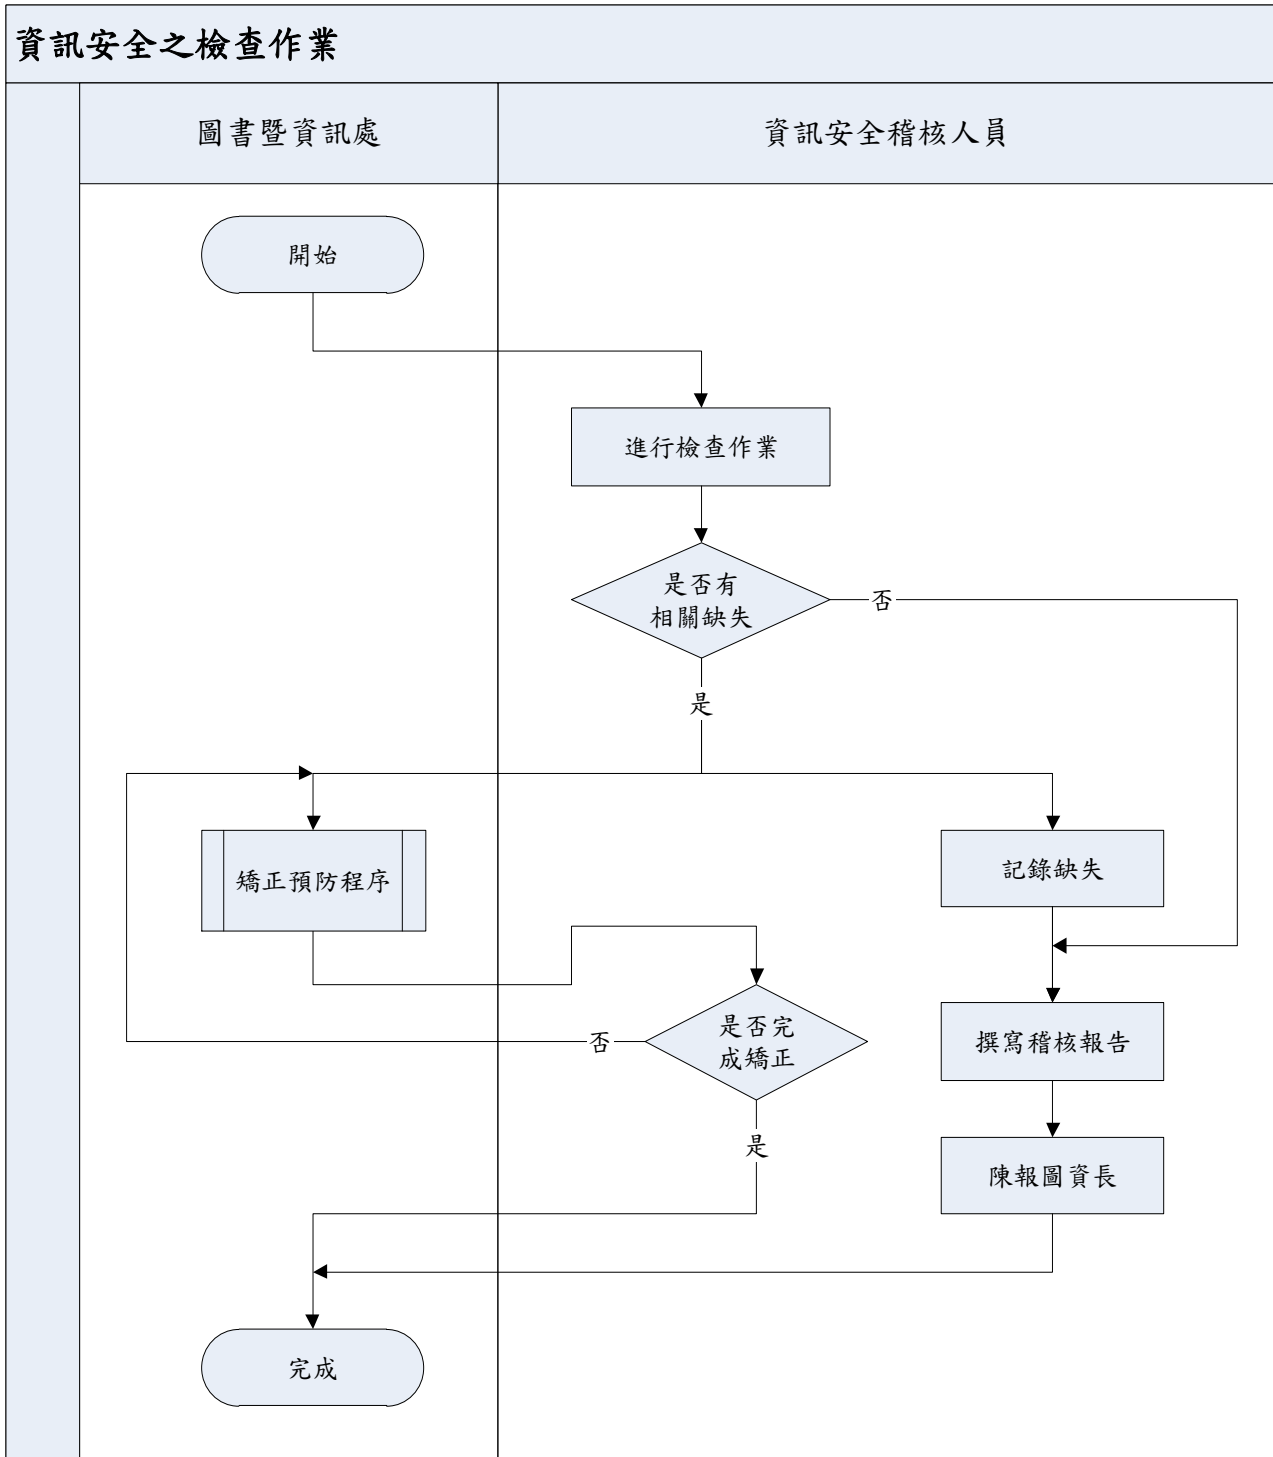 資訊安全之檢查作業
圖書暨資訊處
資訊安全稽核人員
開始
進行檢查作業
是否有
相關缺失
否
是
矯正預防程序
記錄缺失
是否完
成矯正
否
是
撰寫稽核報告
陳報圖資長
完成